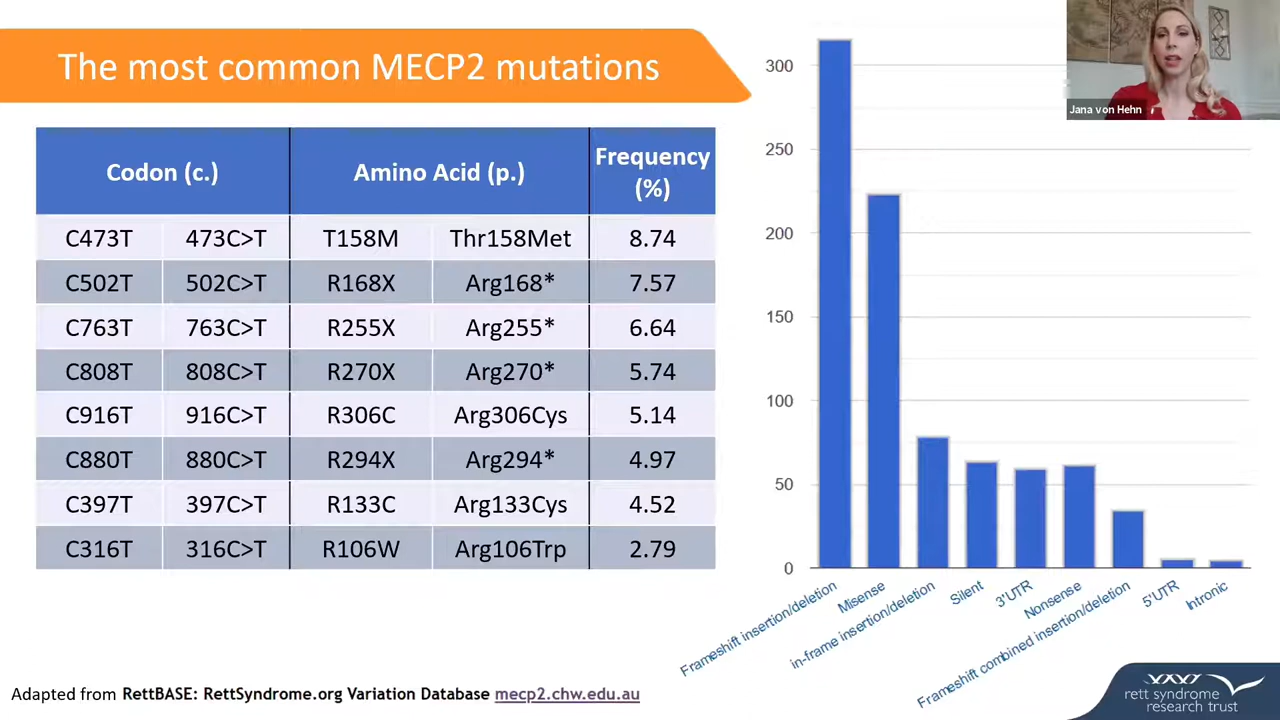 The most common MECP2 mutations
Jana von Hehn
Codon (c.) Amino Acid (p.) Frequency (%)
C473T 473C>T T158M Thr158Met 8.74
C502T 502C>T R168X Arg168* 7.57
C763T 763C>T R255X Arg255* 6.64
C808T 808C>T R270X Arg270* 5.74
C916T 916C>T R306C Arg306Cys 5.14
C880T 880C>T R294X Arg294* 4.97
C397T 397C>T R133C Arg133Cys 4.52
C316T 316C>T R106W Arg106Trp 2.79
300
250
200
150
100
50
0
Frameshift insertion/deletion
Misense
in-frame insertion/deletion
Silent
3'UTR
Nonsense
Frameshift combined insertion/deletion
5'UTR
Intronic
Adapted from RettBASE: RettSyndrome.org Variation Database mecp2.chw.edu.au
rett syndrome
research trust